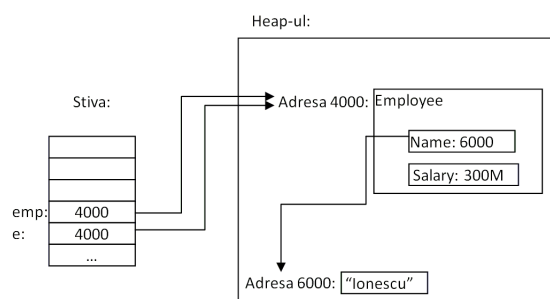 Heap-ul:
Stiva:
Adresa 4000:
Employee
Name: 6000
Salary: 300M
emp:
4000
e:
4000
...
Adresa 6000:
“Ionescu”